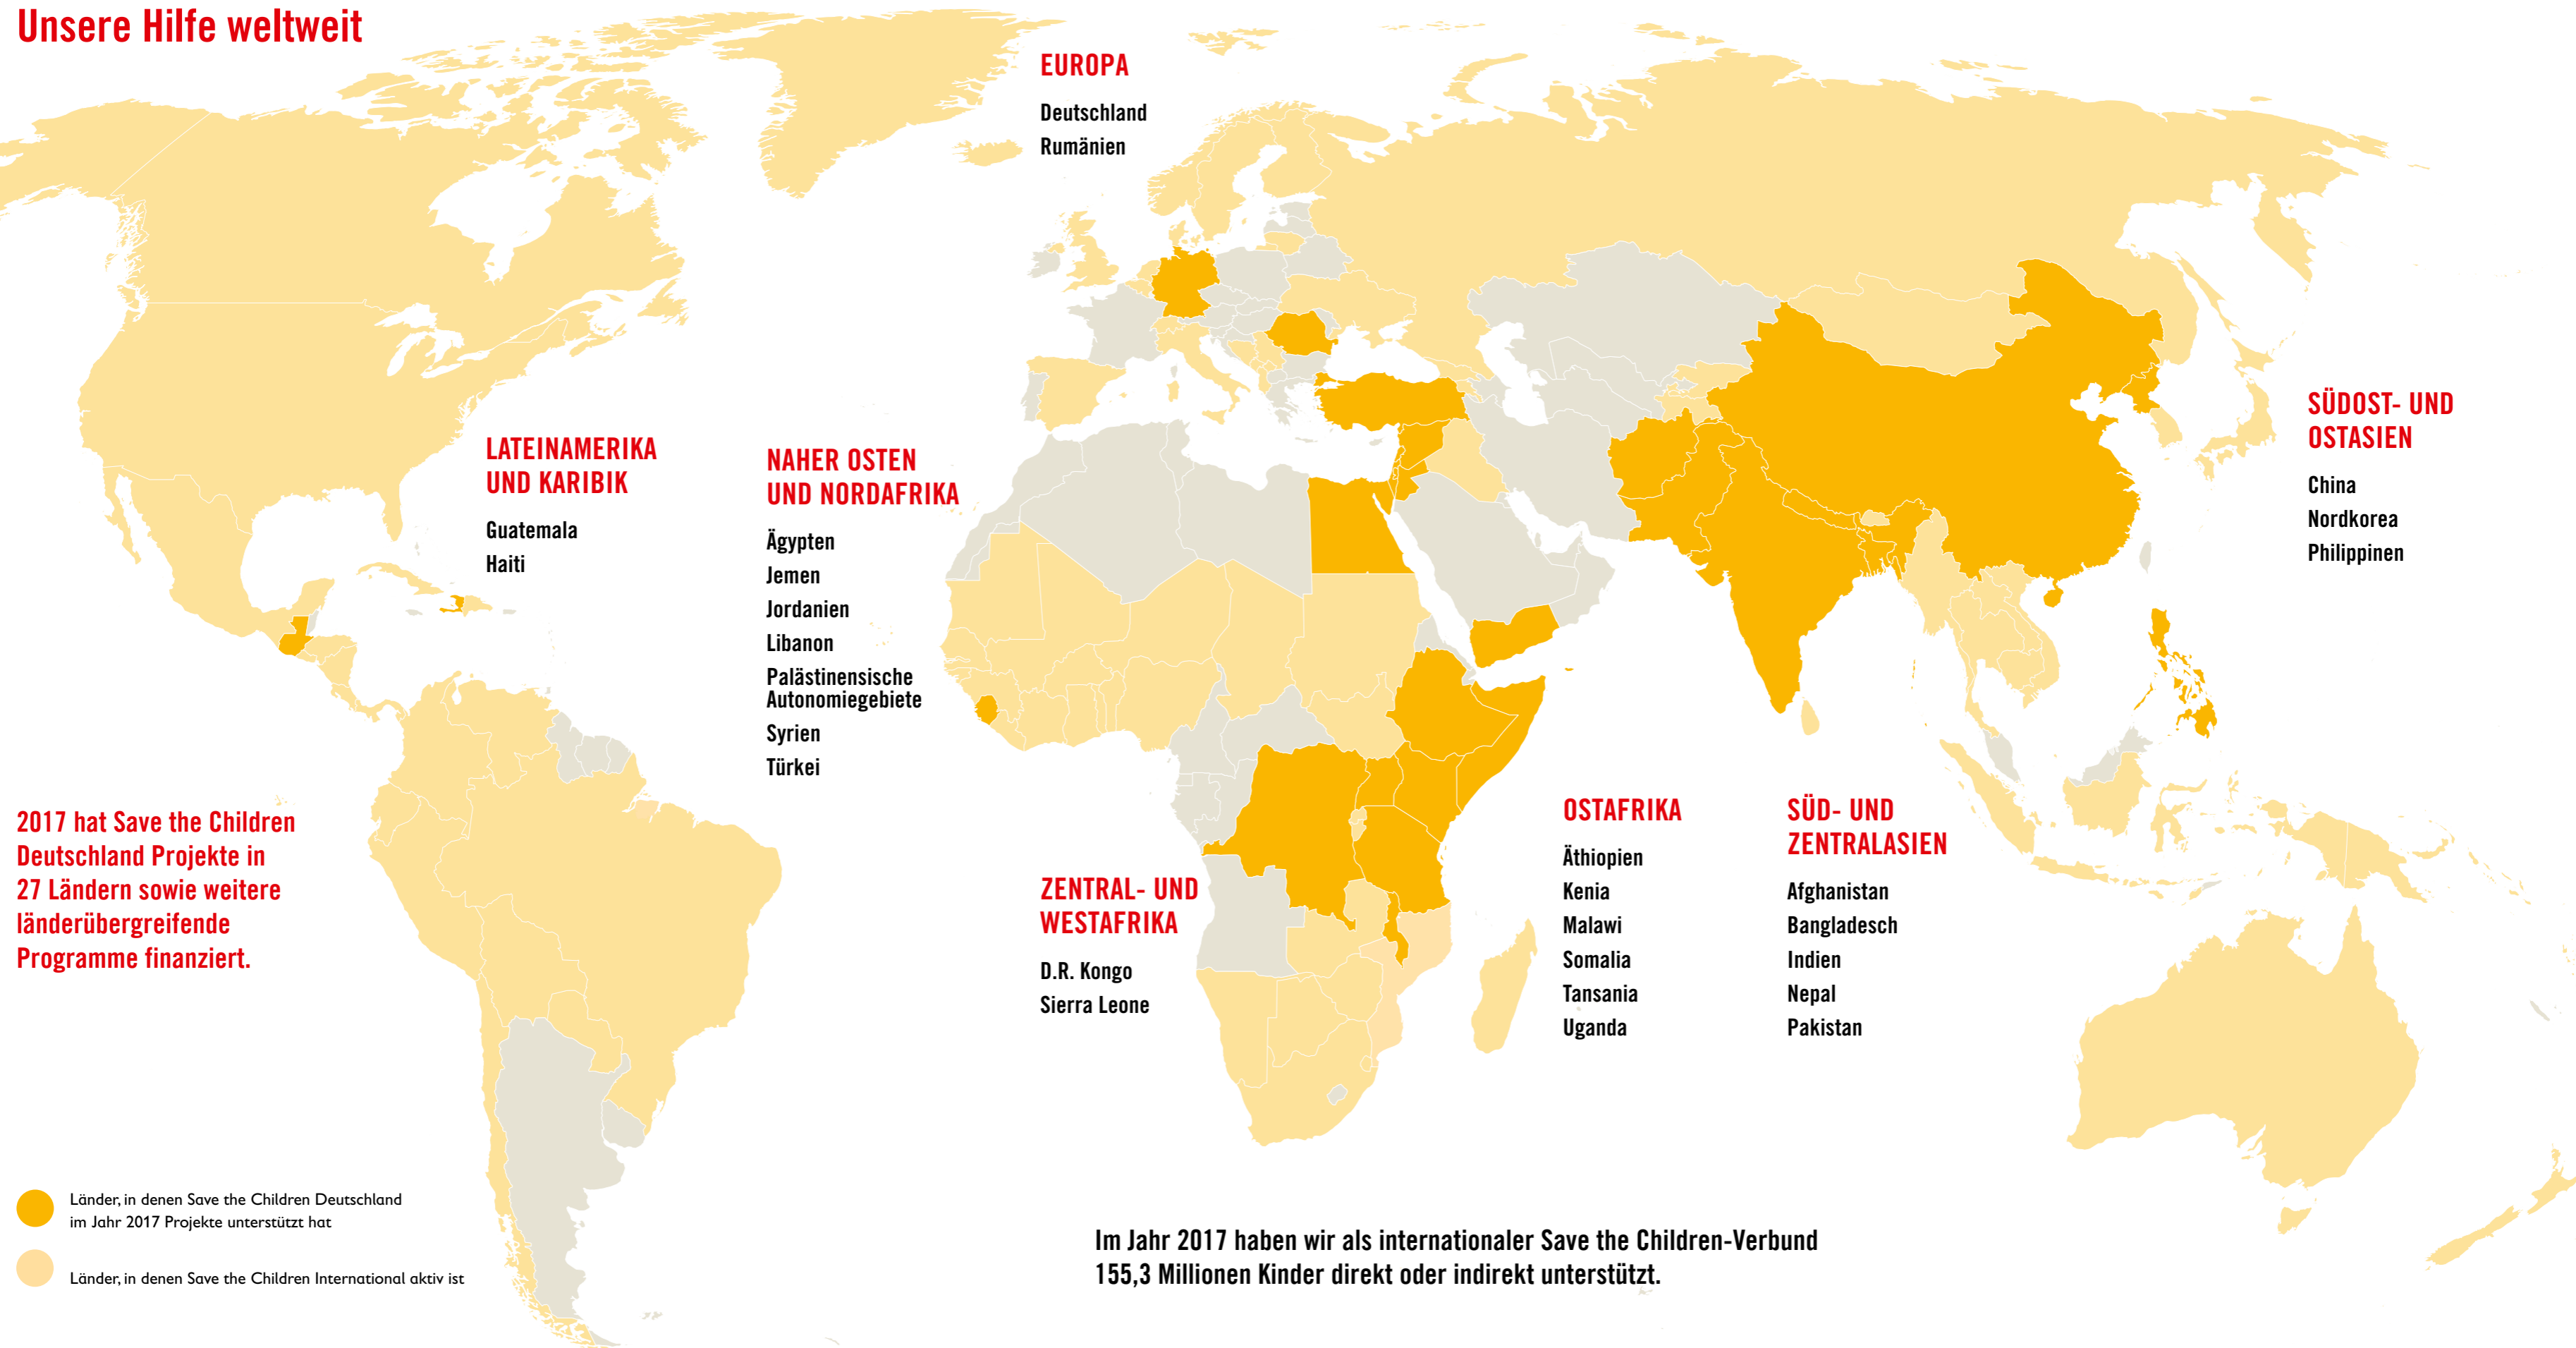 Unsere Hilfe weltweit
EUROPA
Deutschland
Rumänien
LATEINAMERIKA
UND KARIBIK
Guatemala
Haiti
NAHER OSTEN
UND NORDAFRIKA
Ägypten
Jemen
Jordanien
Libanon
Palästinensische
Autonomiegebiete
Syrien
Türkei
SÜDOST- UND
OSTASIEN
China
Nordkorea
Philippinen
2017 hat Save the Children
Deutschland Projekte in
27 Ländern sowie weitere
länderübergreifende
Programme finanziert.
ZENTRAL- UND
WESTAFRIKA
D.R. Kongo
Sierra Leone
OSTAFRIKA
Äthiopien
Kenia
Malawi
Somalia
Tansania
Uganda
SÜD- UND
ZENTRALASIEN
Afghanistan
Bangladesch
Indien
Nepal
Pakistan
Länder, in denen Save the Children Deutschland
im Jahr 2017 Projekte unterstützt hat
Länder, in denen Save the Children International aktiv ist
Im Jahr 2017 haben wir als internationaler Save the Children-Verbund
155,3 Millionen Kinder direkt oder indirekt unterstützt.